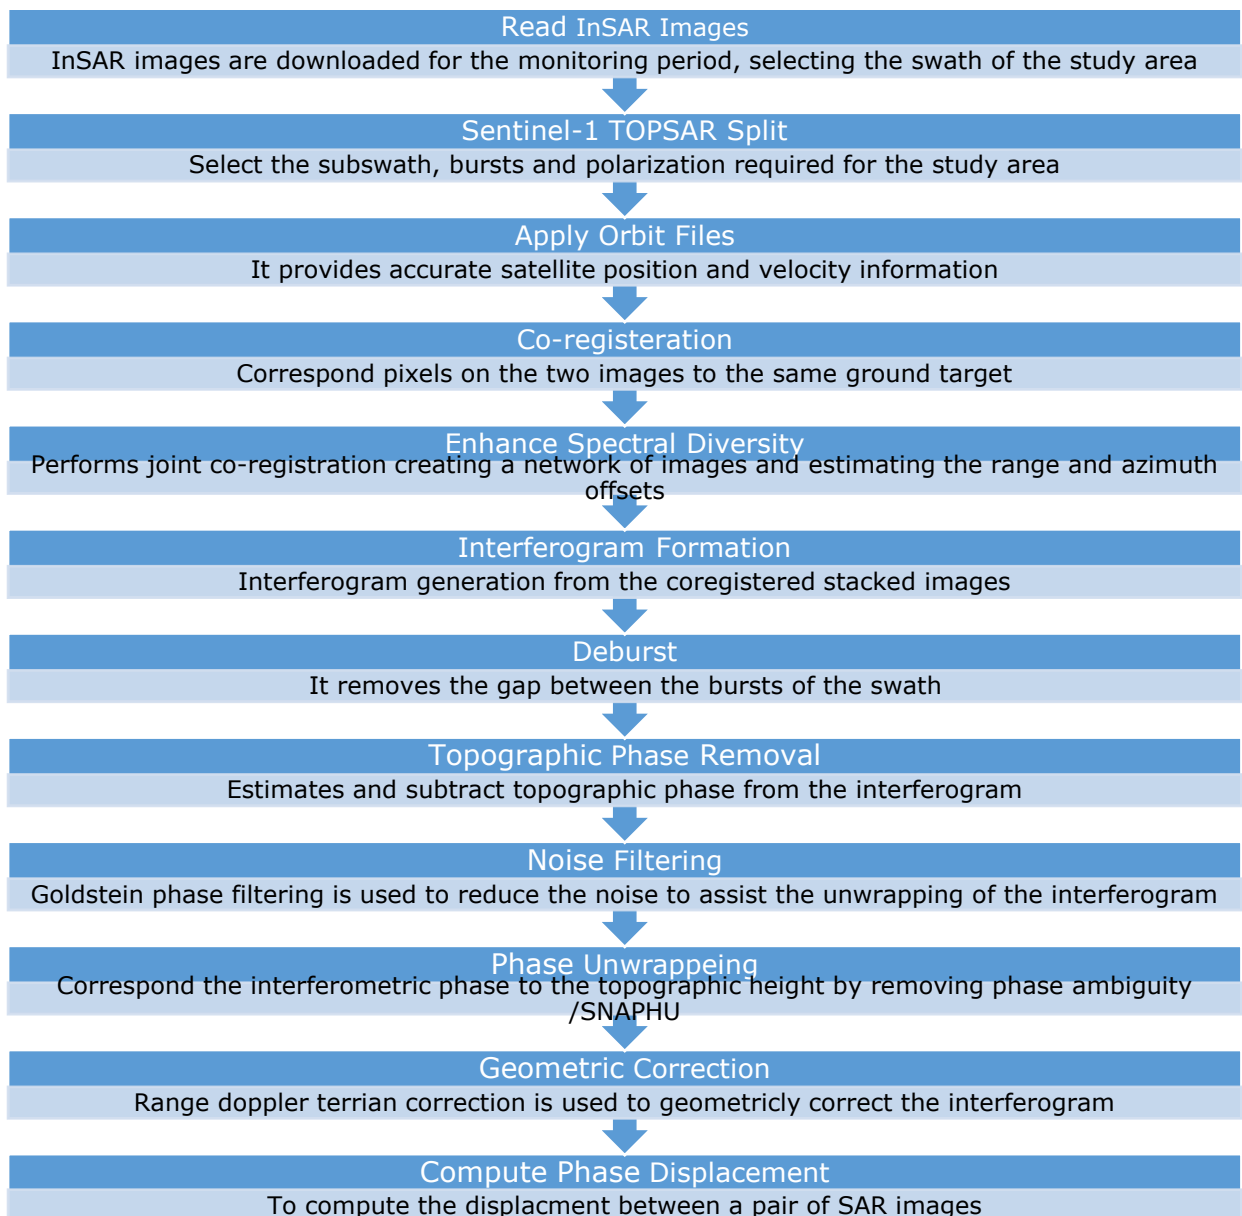 Read InSAR Images
InSAR images are downloaded for the monitoring period, selecting the swath of the study area
Sentinel-1 TOPSAR Split
Select the subswath, bursts and polarization required for the study area
Apply Orbit Files
It provides accurate satellite position and velocity information
Co-registeration
Correspond pixels on the two images to the same ground target
Enhance Spectral Diversity
Performs joint co-registration creating a network of images and estimating the range and azimuth
offsets
Interferogram Formation
Interferogram generation from the coregistered stacked images
Deburst
It removes the gap between the bursts of the swath
Topographic Phase Removal
Estimates and subtract topographic phase from the interferogram
Noise Filtering
Goldstein phase filtering is used to reduce the noise to assist the unwrapping of the interferogram
Phase Unwrappeing
Correspond the interferometric phase to the topographic height by removing phase ambiguity
/SNAPHU
Geometric Correction
Range doppler terrian correction is used to geometricly correct the interferogram
Compute Phase Displacement
To compute the displacment between a pair of SAR images